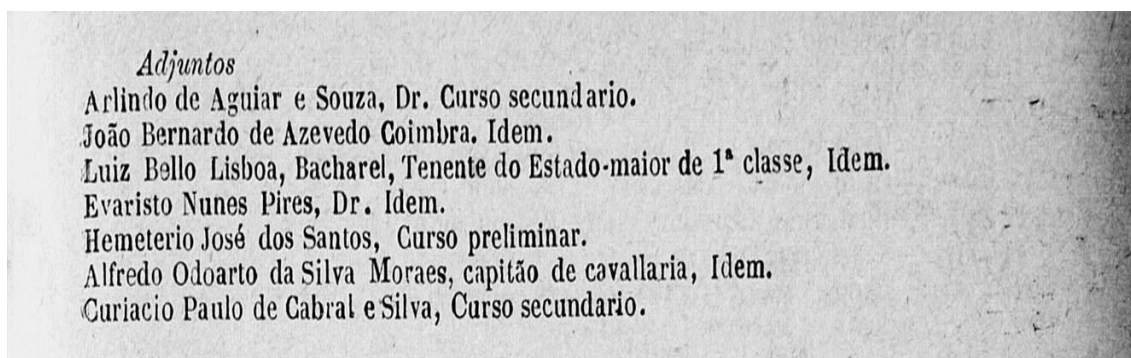 Adjuntos
Arlindo de Aguiar e Souza, Dr. Curso secundario.
João Bernardo de Azevedo Coimbra. Idem.
Luiz Bello Lisboa, Bacharel, Tenente do Estado-maior de 1ª classe, Idem.
Evaristo Nunes Pires, Dr. Idem.
Hemeterio José dos Santos, Curso preliminar.
Alfredo Odoarto da Silva Moraes, capitão de cavallaria, Idem.
Curiacio Paulo de Cabral e Silva, Curso secundario.